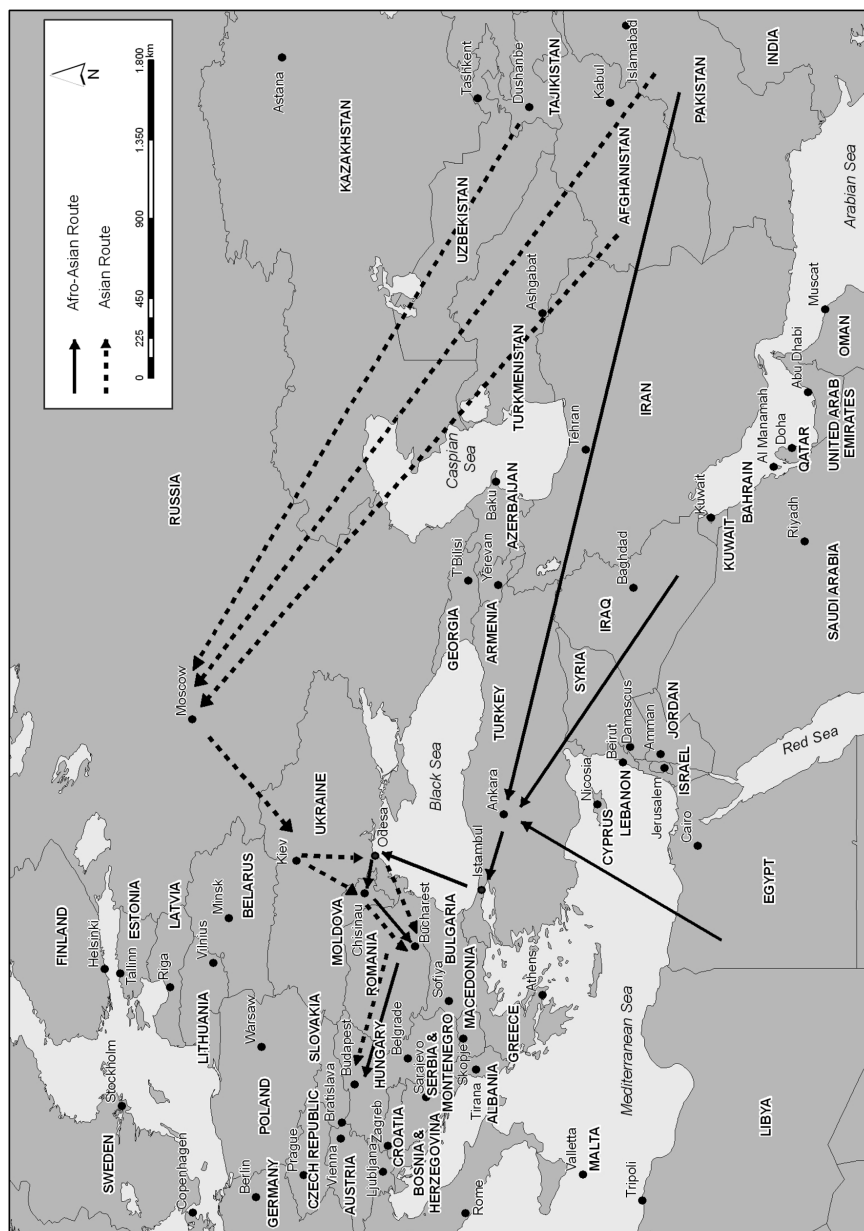 Afro-Asian Route
Asian Route
0
225
450
900
1.350
1.800
km
N
FINLAND
Helsinki
Stockholm
SWEDEN
Tallinn
ESTONIA
Riga
LATVIA
Copenhagen
LITHUANIA
Vilnius
Minsk
BELARUS
Moscow
RUSSIA
Astana
KAZAKHSTAN
Berlin
GERMANY
POLAND
Warsaw
Kiev
UKRAINE
Prague
CZECH REPUBLIC
SLOVAKIA
Vienna
Bratislava
AUSTRIA
Budapest
HUNGARY
MOLDOVA
Chisinau
Odesa
ROMANIA
Bucharest
Ljubljana
Zagreb
CROATIA
Belgrade
BOSNIA &
HERZEGOVINA
Sarajevo
SERBIA &
MONTENEGRO
Sofiya
BULGARIA
Black Sea
Caspian
Sea
UZBEKISTAN
Tashkent
Dushanbe
TAJIKISTAN
Rome
Tirana
ALBANIA
Skopje
MACEDONIA
GREECE
Athens
Istambul
Ankara
TURKEY
GEORGIA
T'Bilisi
ARMENIA
Yerevan
Baku
AZERBAIJAN
TURKMENISTAN
Ashgabat
Tehran
IRAN
AFGHANISTAN
Kabul
Islamabad
PAKISTAN
INDIA
Valletta
MALTA
Mediterranean Sea
Nicosia
CYPRUS
Beirut
LEBANON
Damascus
SYRIA
IRAQ
Baghdad
Amman
JORDAN
Jerusalem
ISRAEL
Tripoli
LIBYA
Cairo
EGYPT
Red Sea
SAUDI ARABIA
Riyadh
Kuwait
KUWAIT
BAHRAIN
Al Manamah
Doha
QATAR
Abu Dhabi
UNITED ARAB
EMIRATES
Muscat
OMAN
Arabian Sea